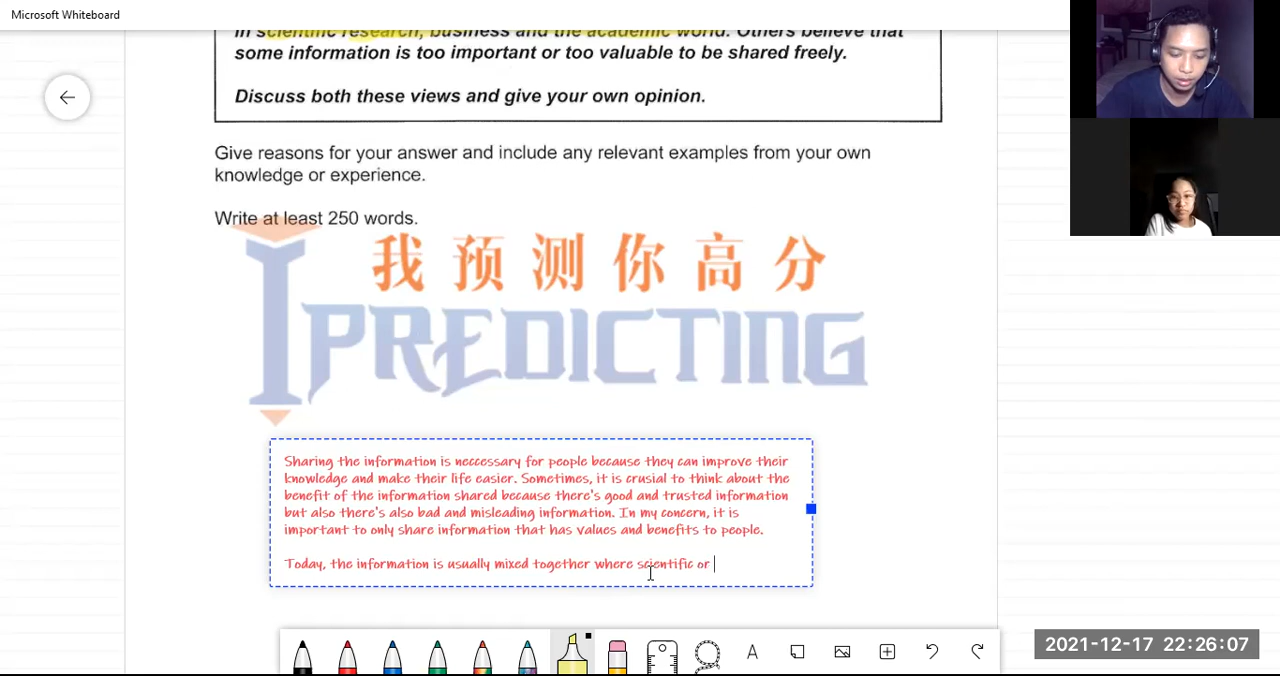 Microsoft Whiteboard
in scientific research, business and the academic world. Others believe that
some information is too important or too valuable to be shared freely.
Discuss both these views and give your own opinion.
Give reasons for your answer and include any relevant examples from your own
knowledge or experience.
Write at least 250 words.
我预测你高分
IPREDICTING
Sharing the information is neccessary for people because they can improve their
knowledge and make their life easier. Sometimes, it is crusial to think about the
benefit of the information shared because there's good and trusted information
but also there's also bad and misleading information. In my concern, it is
important to only share information that has values and benefits to people.
Today, the information is usually mixed together where scientific or
A
2021-12-17 22:26:07